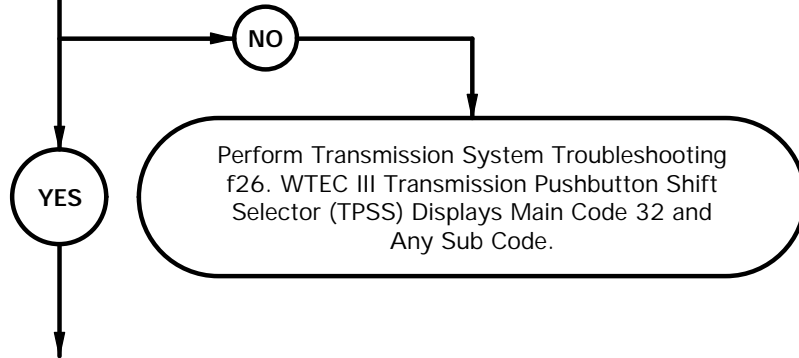 NO
YES
Perform Transmission System Troubleshooting
f26. WTEC III Transmission Pushbutton Shift
Selector (TPSS) Displays Main Code 32 and
Any Sub Code.